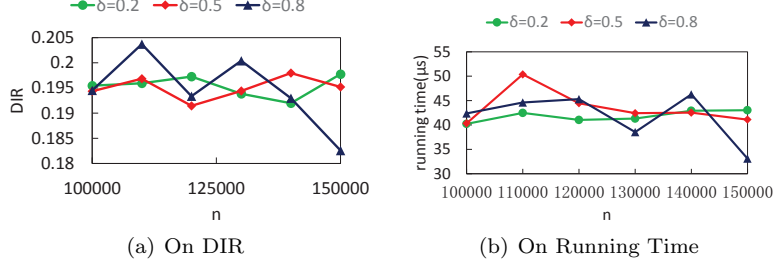 δ=0.2 δ=0.5 δ=0.8
0.205
0.2
0.195
0.19
0.185
0.18
DIR
100000 125000 150000
n
(a) On DIR
δ=0.2 δ=0.5 δ=0.8
55
50
45
40
35
30
running time(μs)
100000 110000 120000 130000 140000 150000
n
(b) On Running Time